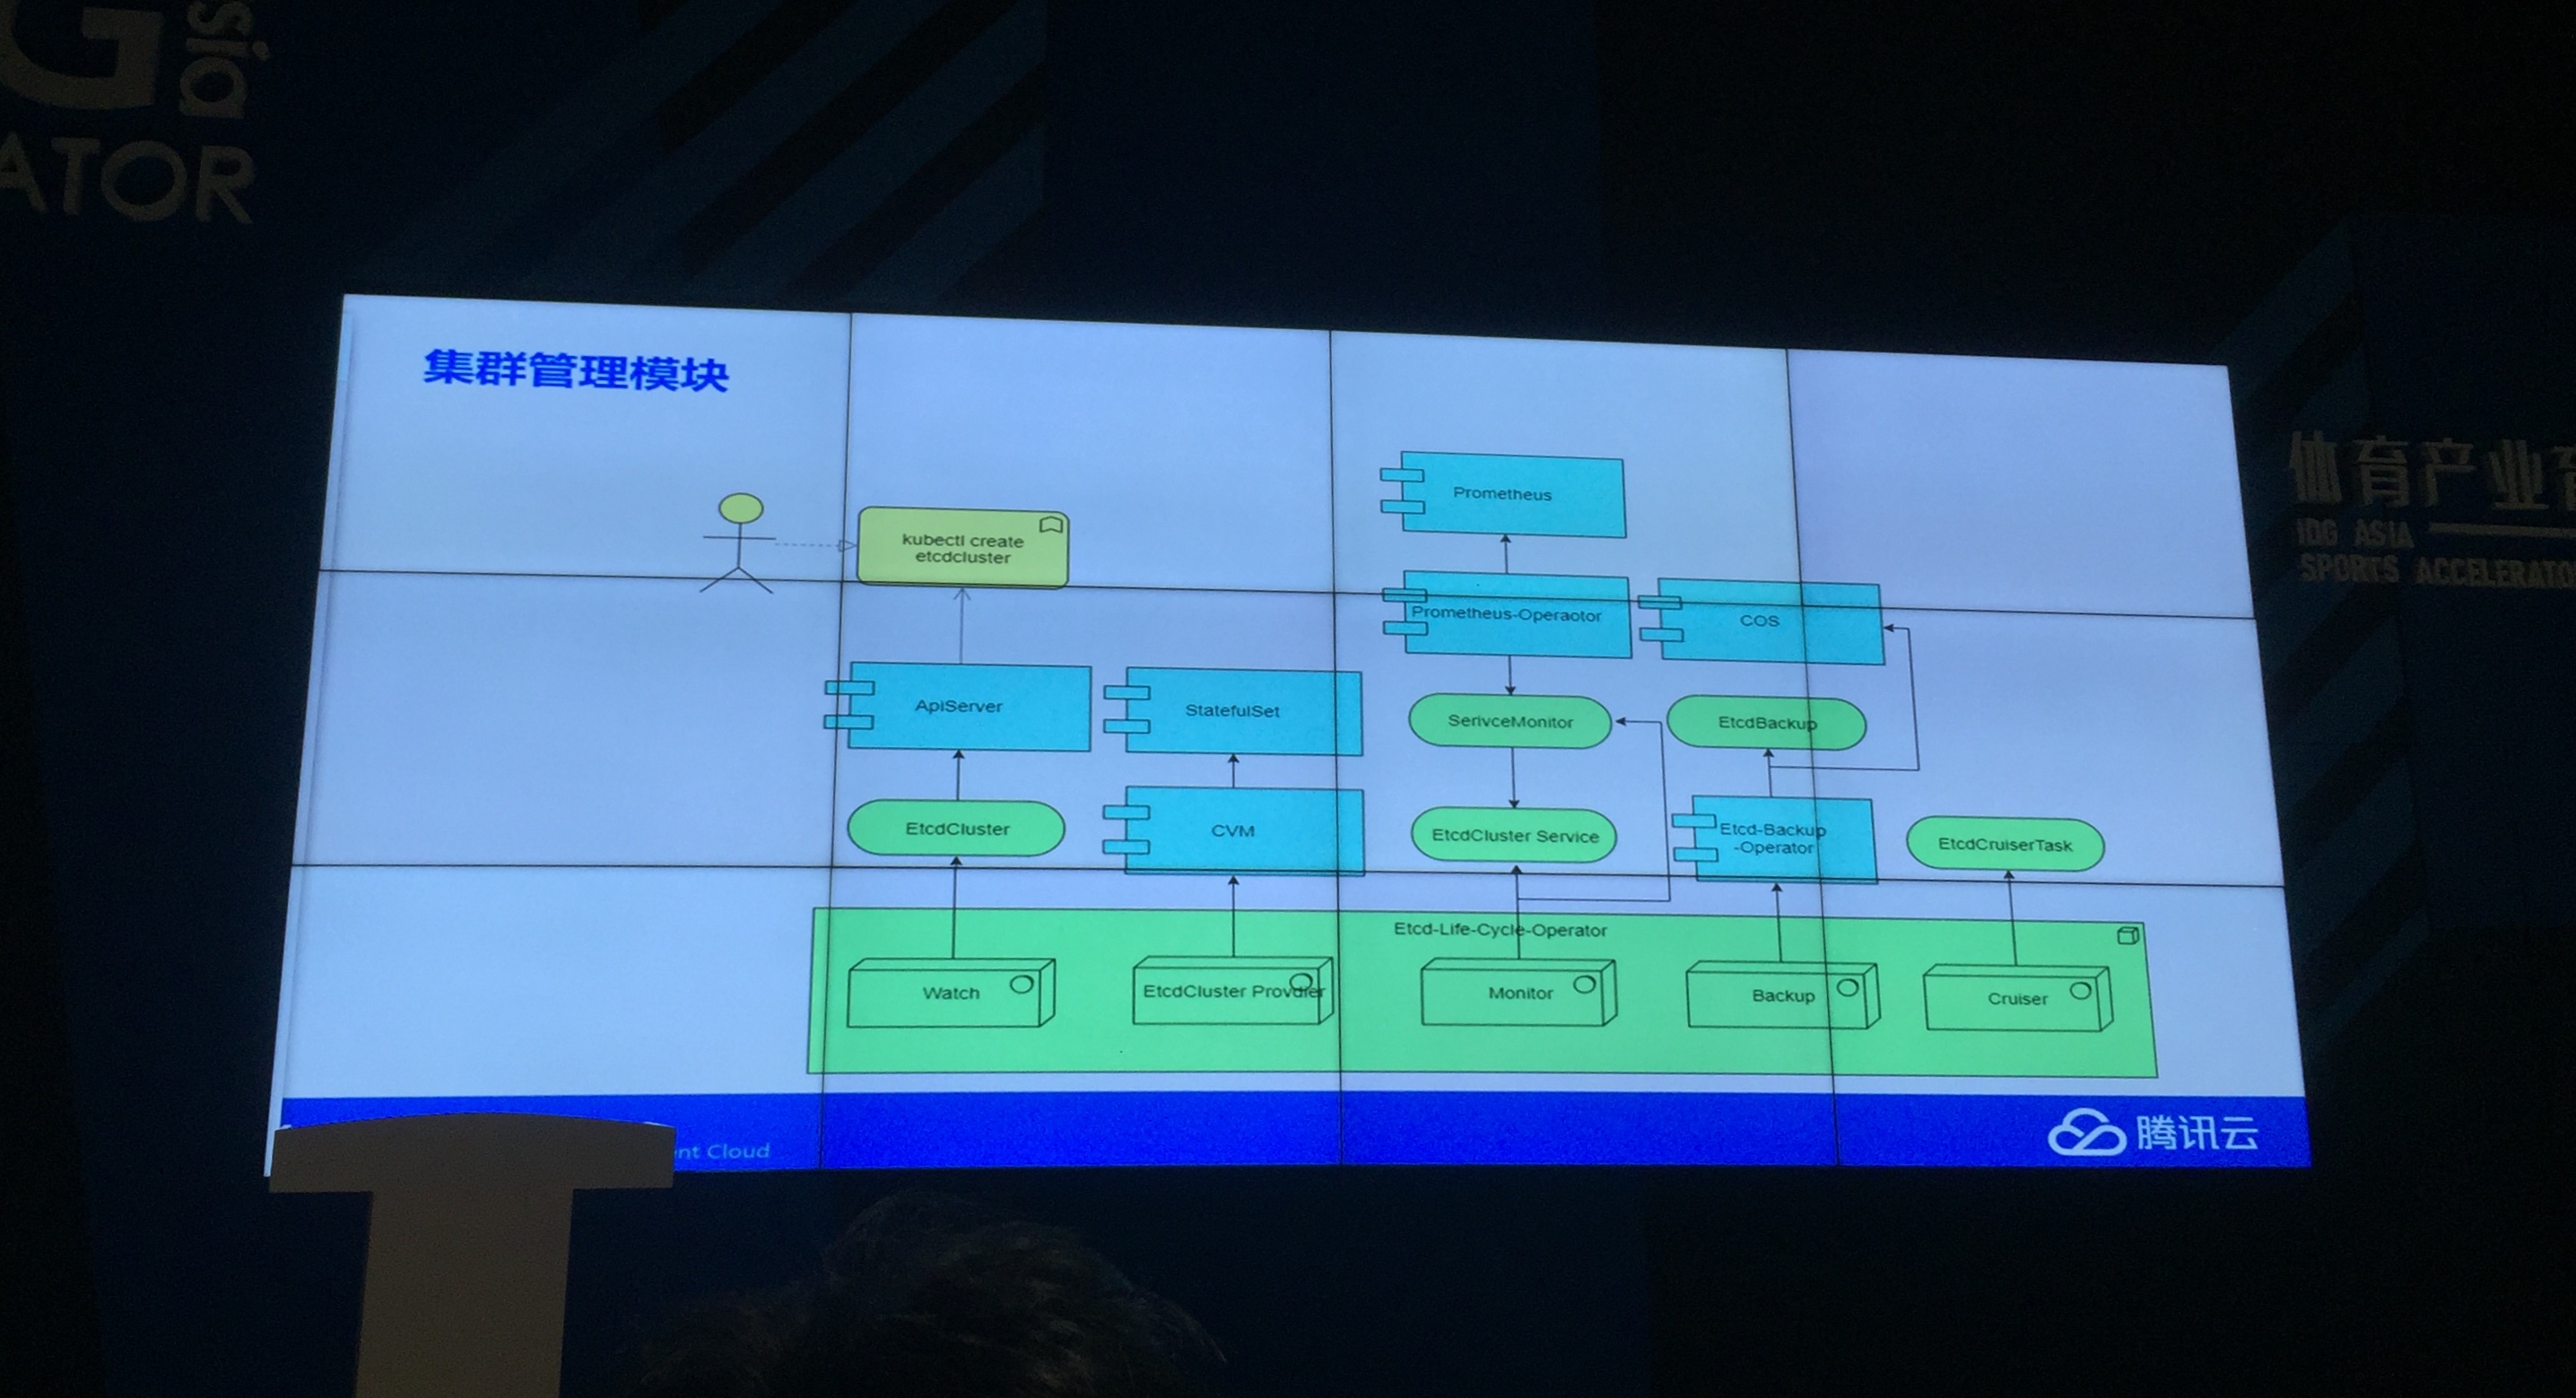 G
sia
ATOR
集群管理模块
kubectl create
etcdcluster
Prometheus
Prometheus-Operaotor
COS
ApiServer
StatefulSet
SerivceMonitor
EtcdBackup
EtcdCluster
CVM
EtcdCluster Service
Etcd-Backup
-Operator
EtcdCruiserTask
Etcd-Life-Cycle-Operator
Watch
EtcdCluster Provdier
Monitor
Backup
Cruiser
nt Cloud
腾讯云
体育产业
IDG ASIA
SPORTS ACCELERATO